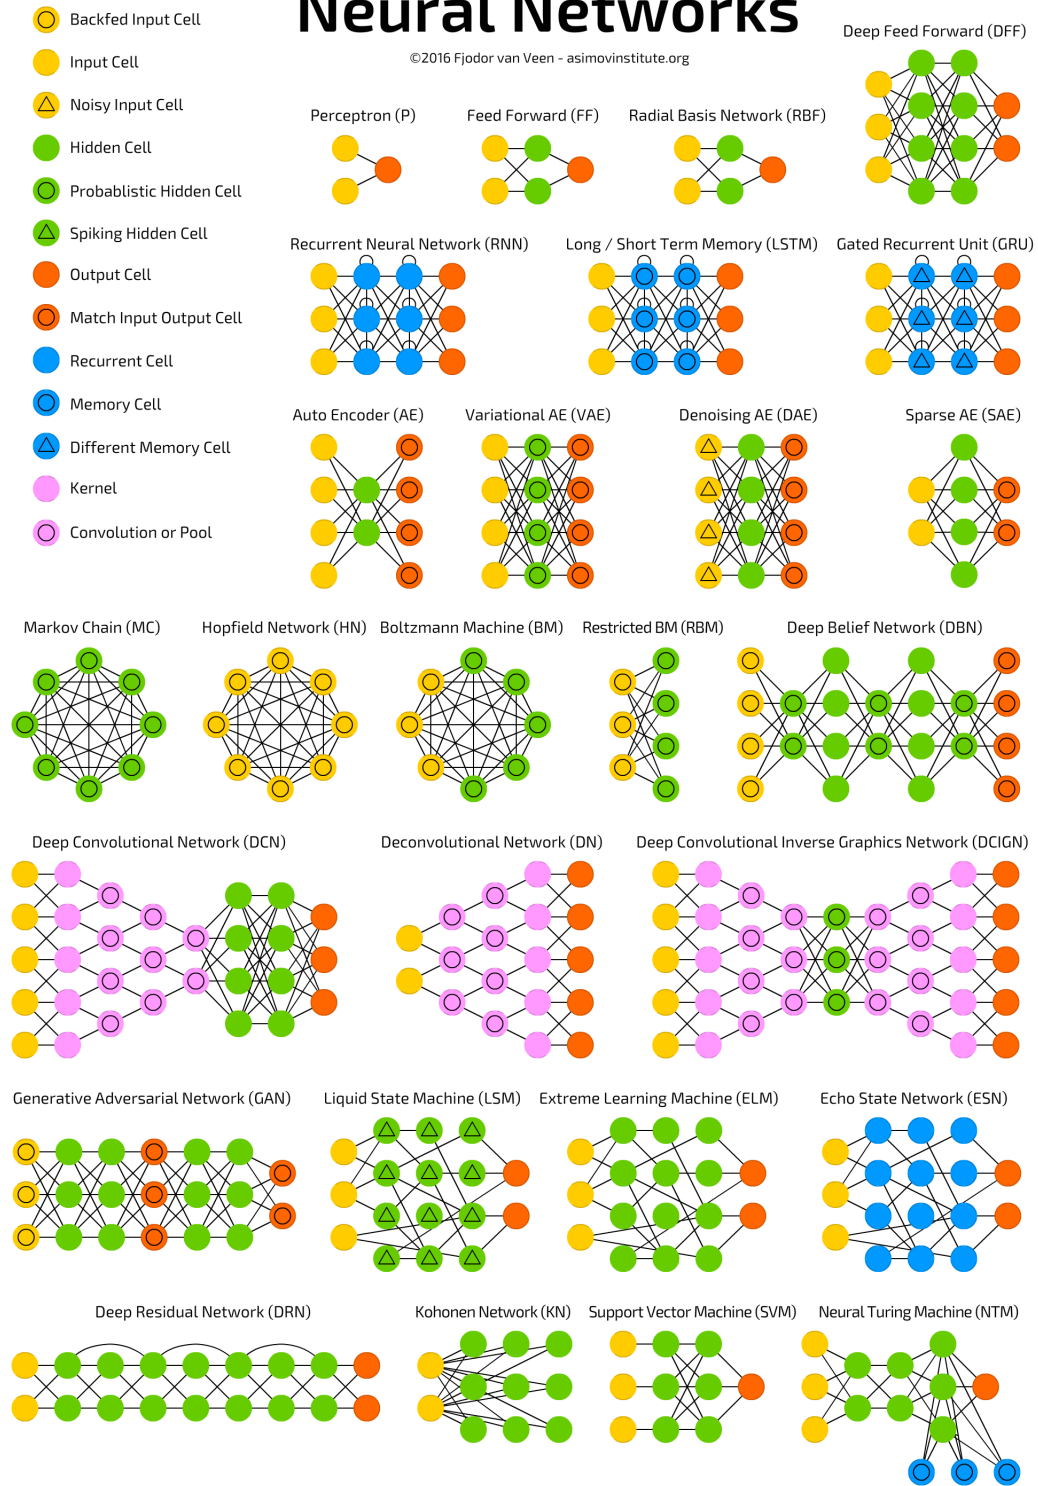 Neural Networks
©2016 Fjodor van Veen - asimovinstitute.org
Backfed Input Cell
Input Cell
Noisy Input Cell
Hidden Cell
Probablistic Hidden Cell
Spiking Hidden Cell
Output Cell
Match Input Output Cell
Recurrent Cell
Memory Cell
Different Memory Cell
Kernel
Convolution or Pool
Perceptron (P)
Feed Forward (FF)
Radial Basis Network (RBF)
Deep Feed Forward (DFF)
Recurrent Neural Network (RNN)
Long / Short Term Memory (LSTM)
Gated Recurrent Unit (GRU)
Auto Encoder (AE)
Variational AE (VAE)
Denoising AE (DAE)
Sparse AE (SAE)
Markov Chain (MC)
Hopfield Network (HN)
Boltzmann Machine (BM)
Restricted BM (RBM)
Deep Belief Network (DBN)
Deep Convolutional Network (DCN)
Deconvolutional Network (DN)
Deep Convolutional Inverse Graphics Network (DCIGN)
Generative Adversarial Network (GAN)
Liquid State Machine (LSM)
Extreme Learning Machine (ELM)
Echo State Network (ESN)
Deep Residual Network (DRN)
Kohonen Network (KN)
Support Vector Machine (SVM)
Neural Turing Machine (NTM)